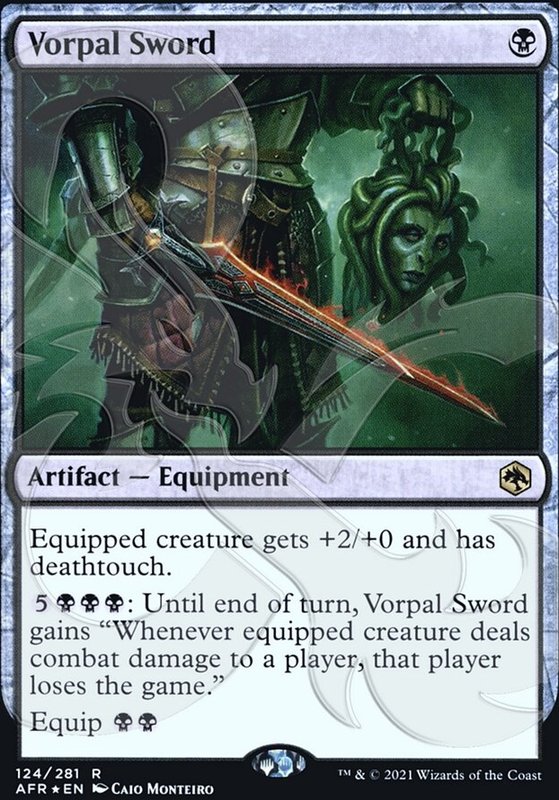 Vorpal Sword
Artifact — Equipment
Equipped creature gets +2/+0 and has
deathtouch.
5: Until end of turn, Vorpal Sword
gains “Whenever equipped creature deals
combat damage to a player, that player
loses the game.”
Equip
124/281 R
AFR ★ EN Caio Monteiro
™ & © 2021 Wizards of the Coast